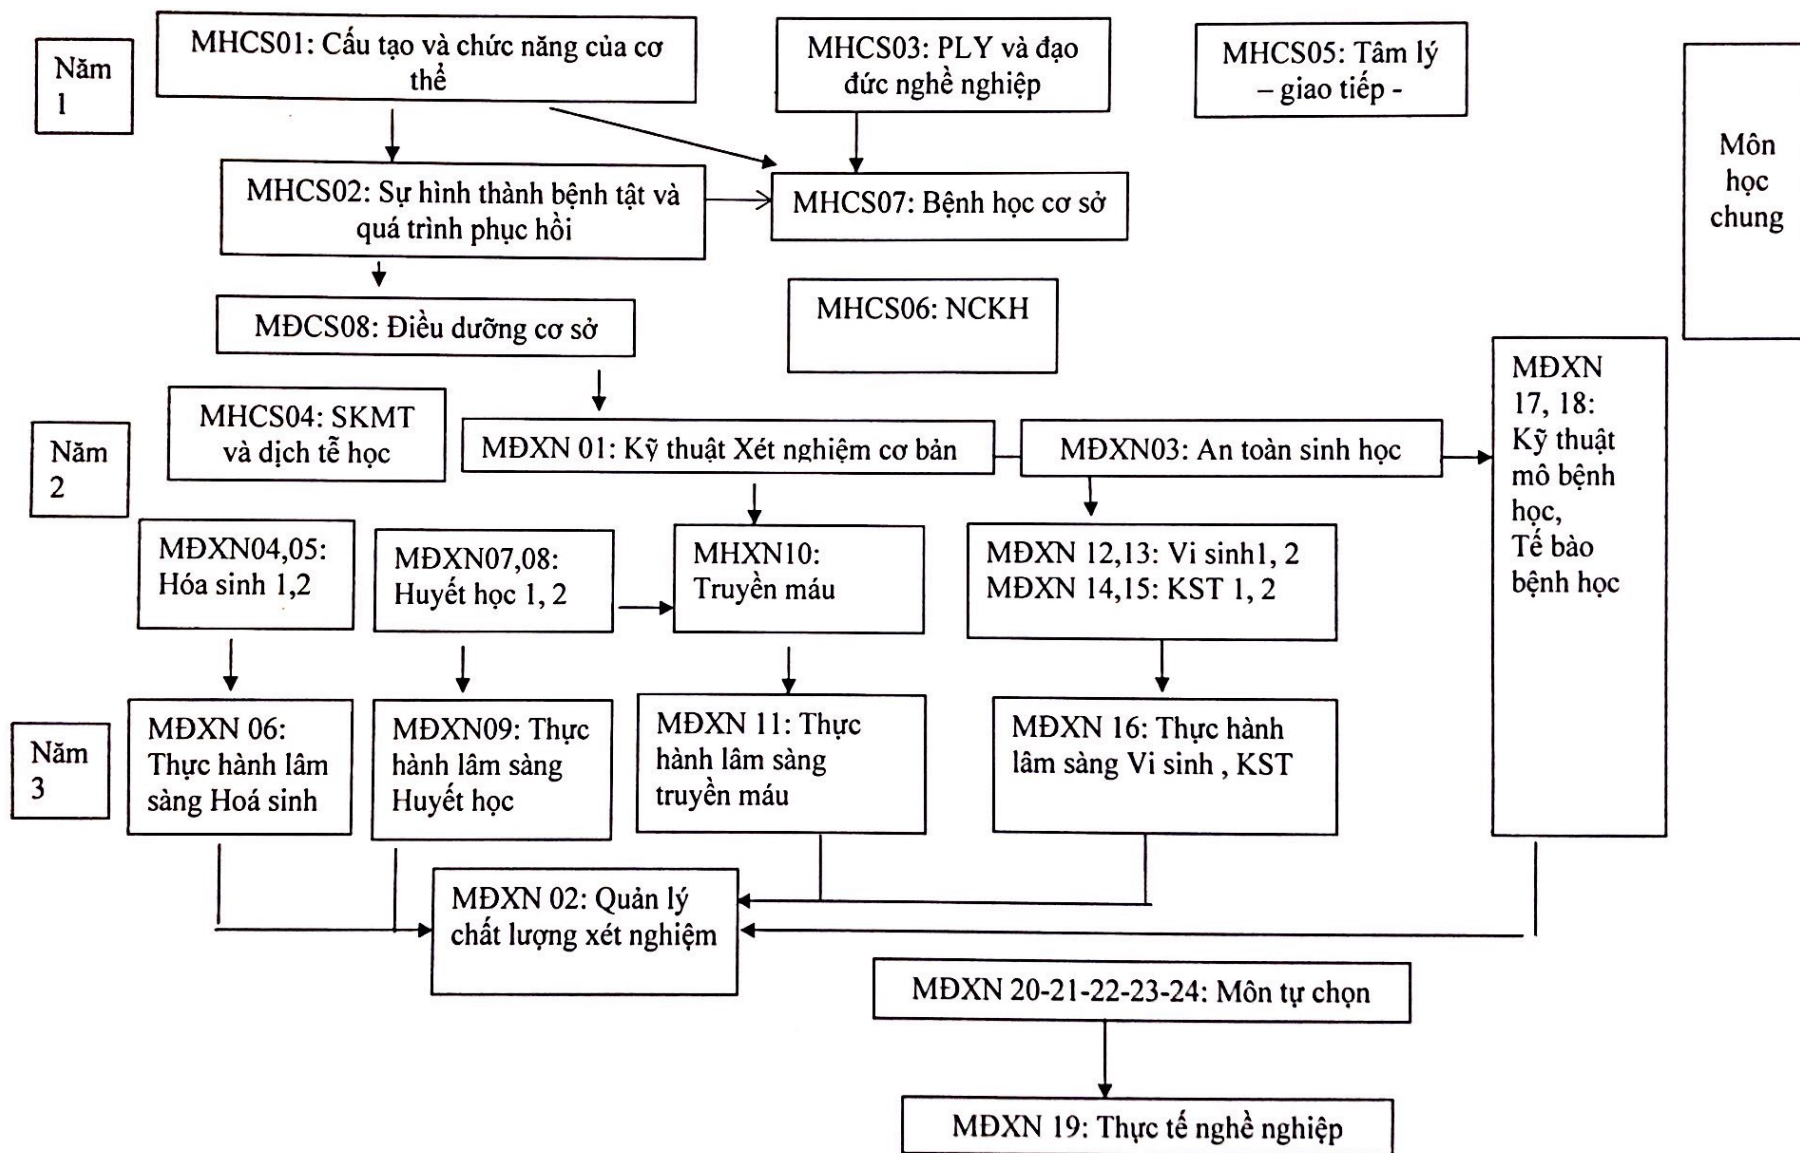 Năm
1
MHCS01: Cấu tạo và chức năng của cơ
thể
MHCS03: PLY và đạo
đức nghề nghiệp
MHCS05: Tâm lý
– giao tiếp -
Môn
học
chung
MHCS02: Sự hình thành bệnh tật và
quá trình phục hồi
MHCS07: Bệnh học cơ sở
MĐCS08: Điều dưỡng cơ sở
MHCS06: NCKH
Năm
2
MHCS04: SKMT
và dịch tễ học
MĐXN 01: Kỹ thuật Xét nghiệm cơ bản
MĐXN03: An toàn sinh học
MĐXN
17, 18:
Kỹ thuật
mô bệnh
học,
Tế bào
bệnh học
MĐXN04,05:
Hóa sinh 1,2
MĐXN07,08:
Huyết học 1, 2
MHXN10:
Truyền máu
MĐXN 12,13: Vi sinh1, 2
MĐXN 14,15: KST 1, 2
Năm
3
MĐXN 06:
Thực hành lâm
sàng Hoá sinh
MĐXN09: Thực
hành lâm sàng
Huyết học
MĐXN 11: Thực
hành lâm sàng
truyền máu
MĐXN 16: Thực hành
lâm sàng Vi sinh , KST
MĐXN 02: Quản lý
chất lượng xét nghiệm
MĐXN 20-21-22-23-24: Môn tự chọn
MĐXN 19: Thực tế nghề nghiệp